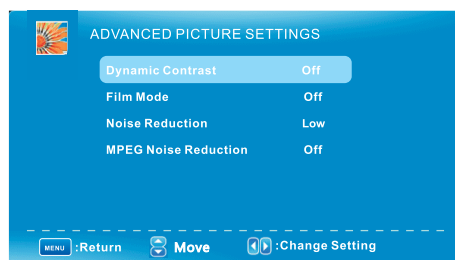 ADVANCED PICTURE SETTINGS
Dynamic Contrast Off
Film Mode Off
Noise Reduction Low
MPEG Noise Reduction Off
MENU :Return Move :Change Setting